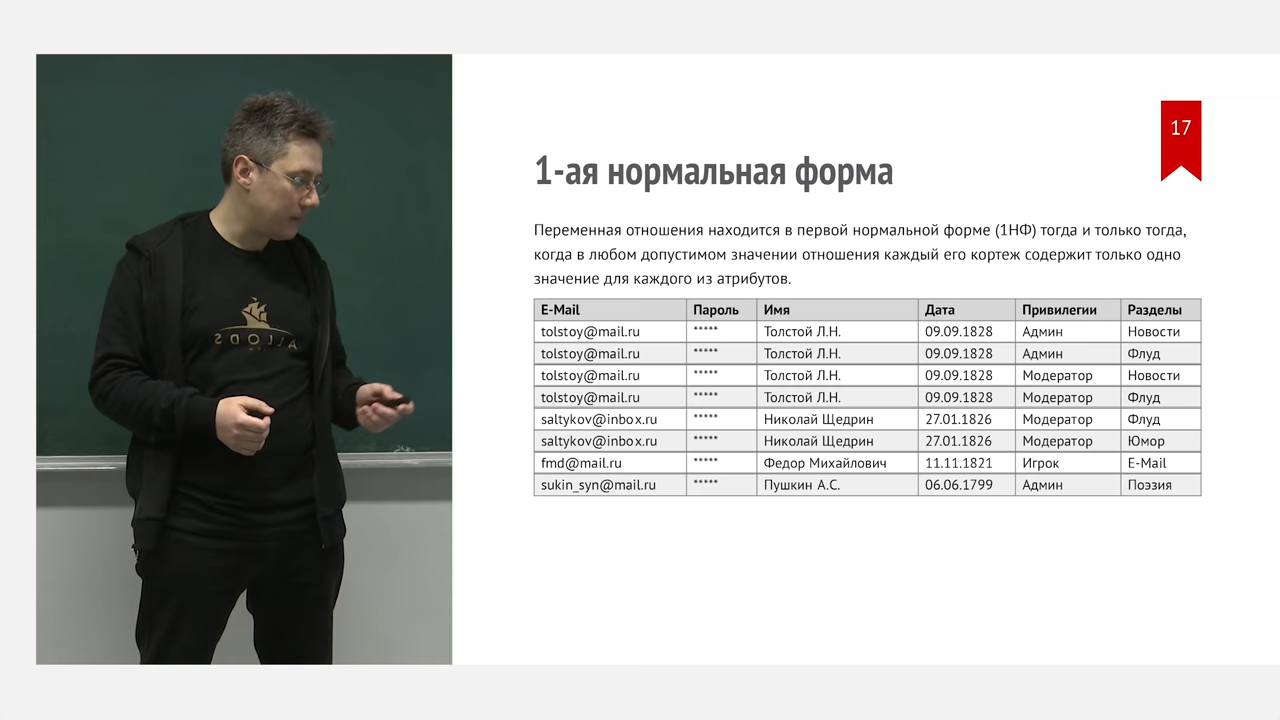 17
1-ая нормальная форма
Переменная отношения находится в первой нормальной форме (1НФ) тогда и только тогда,
когда в любом допустимом значении отношения каждый его кортеж содержит только одно
значение для каждого из атрибутов.
E-Mail Пароль Имя Дата Привилегии Разделы
tolstoy@mail.ru ***** Толстой Л.Н. 09.09.1828 Админ Новости
tolstoy@mail.ru ***** Толстой Л.Н. 09.09.1828 Админ Флуд
tolstoy@mail.ru ***** Толстой Л.Н. 09.09.1828 Модератор Новости
tolstoy@mail.ru ***** Толстой Л.Н. 09.09.1828 Модератор Флуд
saltykov@inbox.ru ***** Николай Щедрин 27.01.1826 Модератор Флуд
saltykov@inbox.ru ***** Николай Щедрин 27.01.1826 Модератор Юмор
fmd@mail.ru ***** Федор Михайлович 11.11.1821 Игрок E-Mail
sukin_syn@mail.ru ***** Пушкин А.С. 06.06.1799 Админ Поэзия
ALLODS